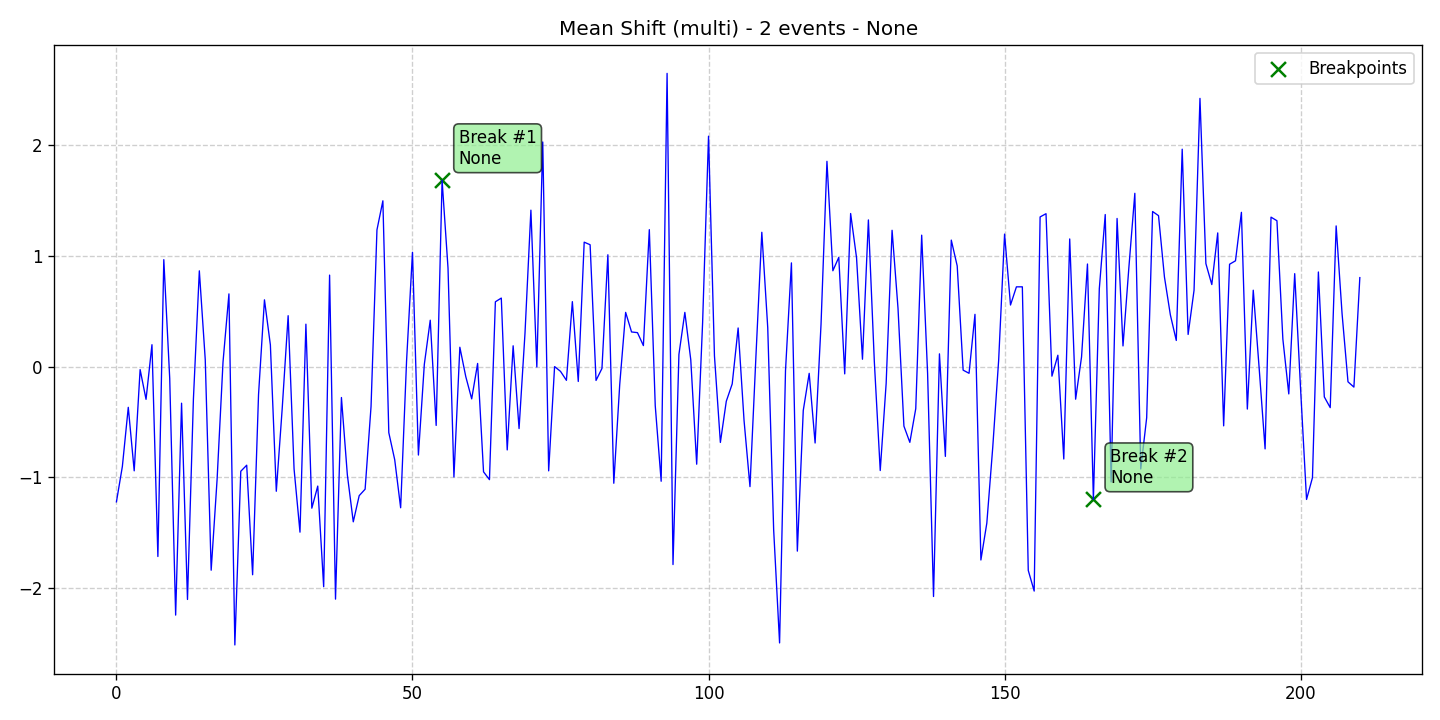 Mean Shift (multi) - 2 events - None
Breakpoints
Break #1
None
Break #2
None
2
1
0
−1
−2
0
50
100
150
200